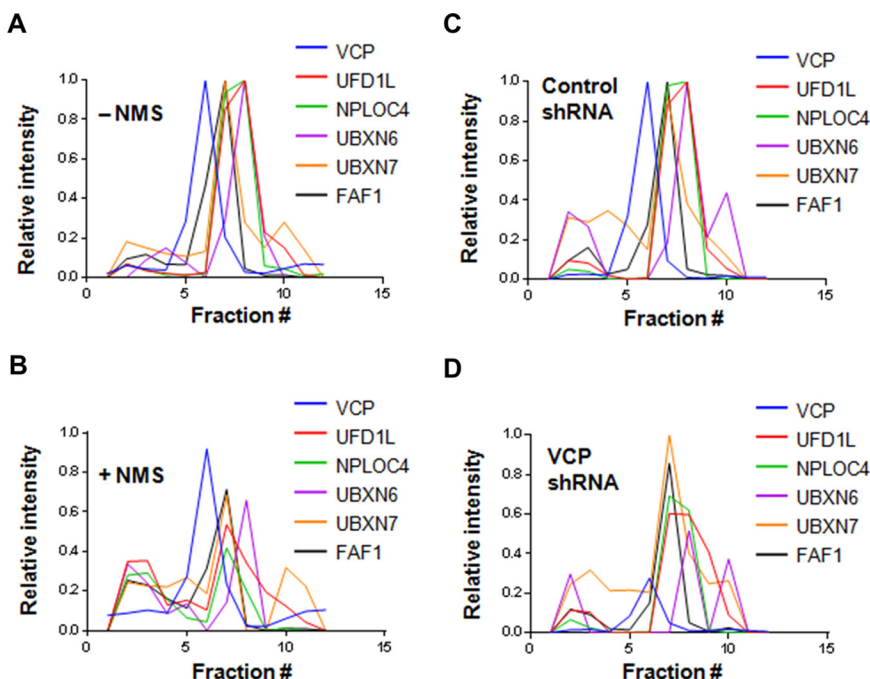 A
– NMS
VCP
UFD1L
NPLOC4
UBXN6
UBXN7
FAF1
Relative intensity
1.0
0.8
0.6
0.4
0.2
0.0
0 5 10 15
Fraction #
B
+ NMS
VCP
UFD1L
NPLOC4
UBXN6
UBXN7
FAF1
Relative intensity
1.0
0.8
0.6
0.4
0.2
0.0
0 5 10 15
Fraction #
C
Control
shRNA
VCP
UFD1L
NPLOC4
UBXN6
UBXN7
FAF1
Relative intensity
1.0
0.8
0.6
0.4
0.2
0.0
0 5 10 15
Fraction #
D
VCP
shRNA
VCP
UFD1L
NPLOC4
UBXN6
UBXN7
FAF1
Relative intensity
1.0
0.8
0.6
0.4
0.2
0.0
0 5 10 15
Fraction #